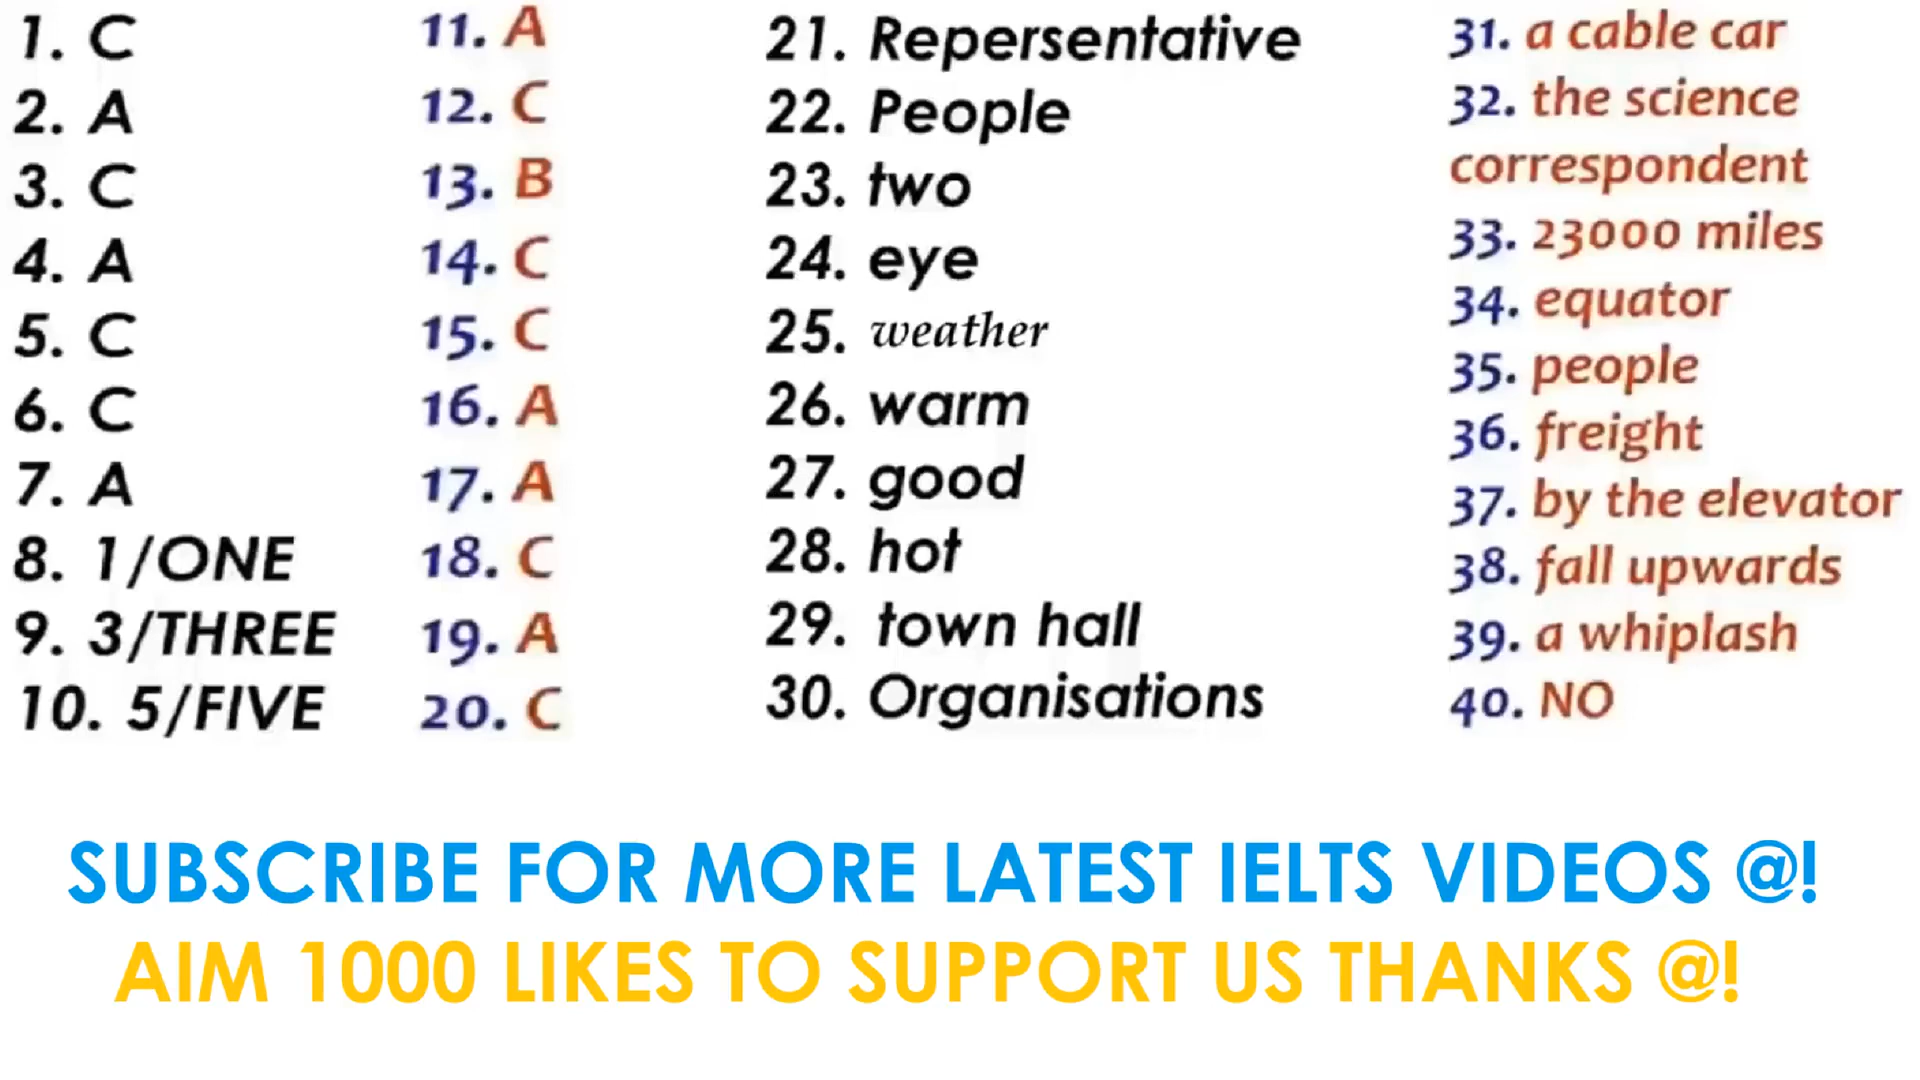 1. C
2. A
3. C
4. A
5. C
6. C
7. A
8. 1/ONE
9. 3/THREE
10. 5/FIVE
11. A
12. C
13. B
14. C
15. C
16. A
17. A
18. C
19. A
20. C
21. Repersentative
22. People
23. two
24. eye
25. weather
26. warm
27. good
28. hot
29. town hall
30. Organisations
31. a cable car
32. the science
correspondent
33. 23000 miles
34. equator
35. people
36. freight
37. by the elevator
38. fall upwards
39. a whiplash
40. NO
SUBSCRIBE FOR MORE LATEST IELTS VIDEOS @!
AIM 1000 LIKES TO SUPPORT US THANKS @!